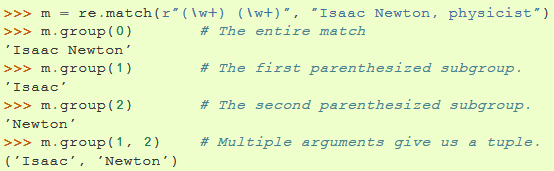 >>> m = re.match(r"(\w+) (\w+)", "Isaac Newton, physicist")
>>> m.group(0)       # The entire match
'Isaac Newton'
>>> m.group(1)       # The first parenthesized subgroup.
'Isaac'
>>> m.group(2)       # The second parenthesized subgroup.
'Newton'
>>> m.group(1, 2)    # Multiple arguments give us a tuple.
('Isaac', 'Newton')